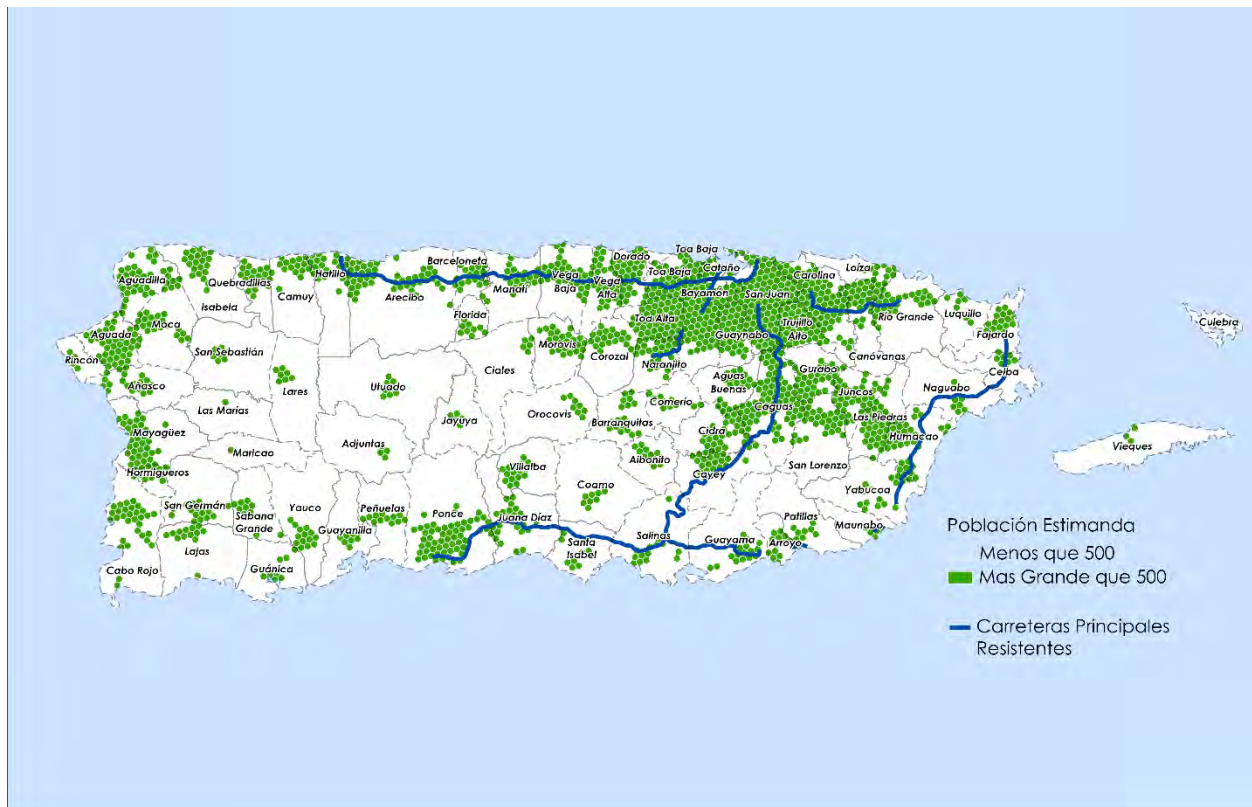 Toa Baja
Dorado
Barceloneta
Cataño
Toa Baja
Loíza
Hatillo
Vega
Baja
Carolina
Aguadilla
Quebradillas
Camuy
Manatí
Vega
Alta
Bayamón
San Juan
Isabela
Arecibo
Florida
Toa Alta
Trujillo
Alto
Río Grande
Luquillo
Culebra
Moca
Aguada
Guaynabo
Fajardo
Rincón
San Sebastián
Morovis
Corozal
Naranjito
Canóvanas
Ceiba
Ciales
Aguas
Buenas
Gurabo
Añasco
Lares
Utuado
Naguabo
Juncos
Las Marías
Orocovis
Comerío
Caguas
Las Piedras
Jayuya
Barranquitas
Mayagüez
Cidra
Humacao
Maricao
Adjuntas
Aibonito
Vieques
Hormigueros
Villalba
San Lorenzo
Cayey
Coamo
Yabucoa
San Germán
Sabana
Grande
Yauco
Peñuelas
Ponce
Juana Díaz
Patillas
Maunabo
Guayanilla
Salinas
Guayama
Arroyo
Lajas
Santa
Isabel
Cabo Rojo
Guánica
Población Estimanda
Menos que 500
Mas Grande que 500
Carreteras Principales
Resistentes